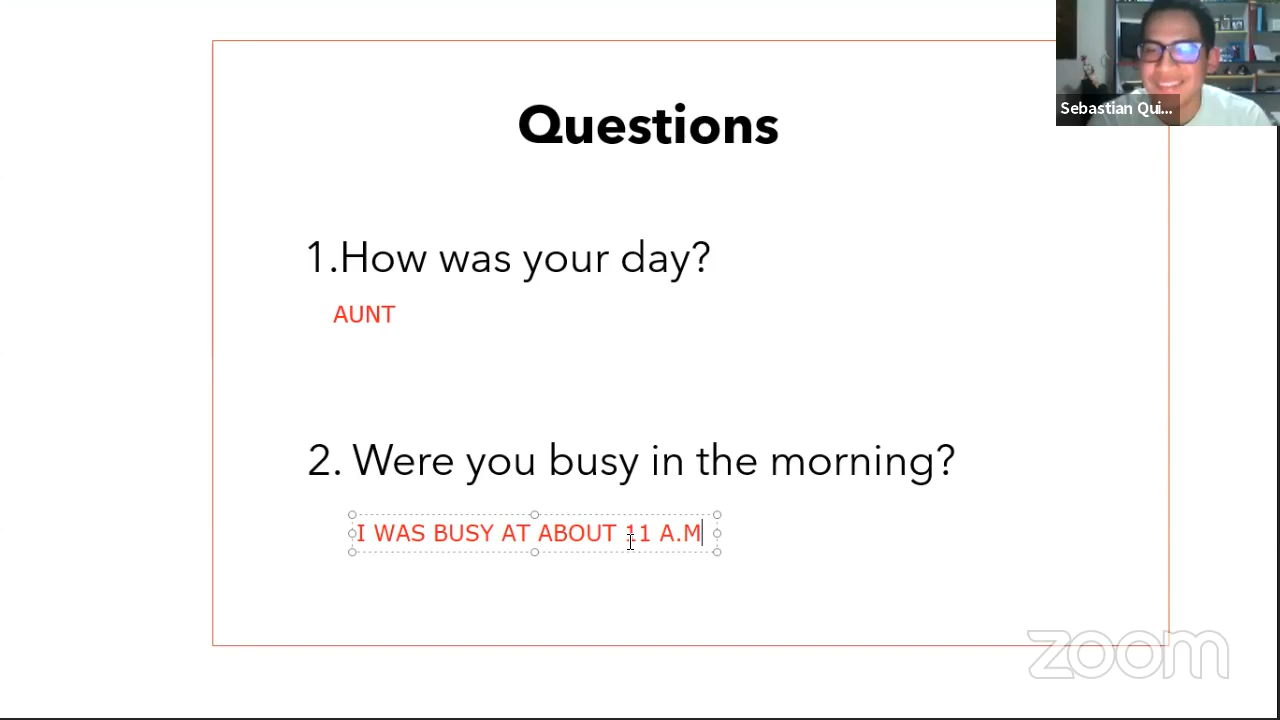 Questions
Sebastian Qui...
1.How was your day?
AUNT
2. Were you busy in the morning?
I WAS BUSY AT ABOUT 11 A.M
zoom